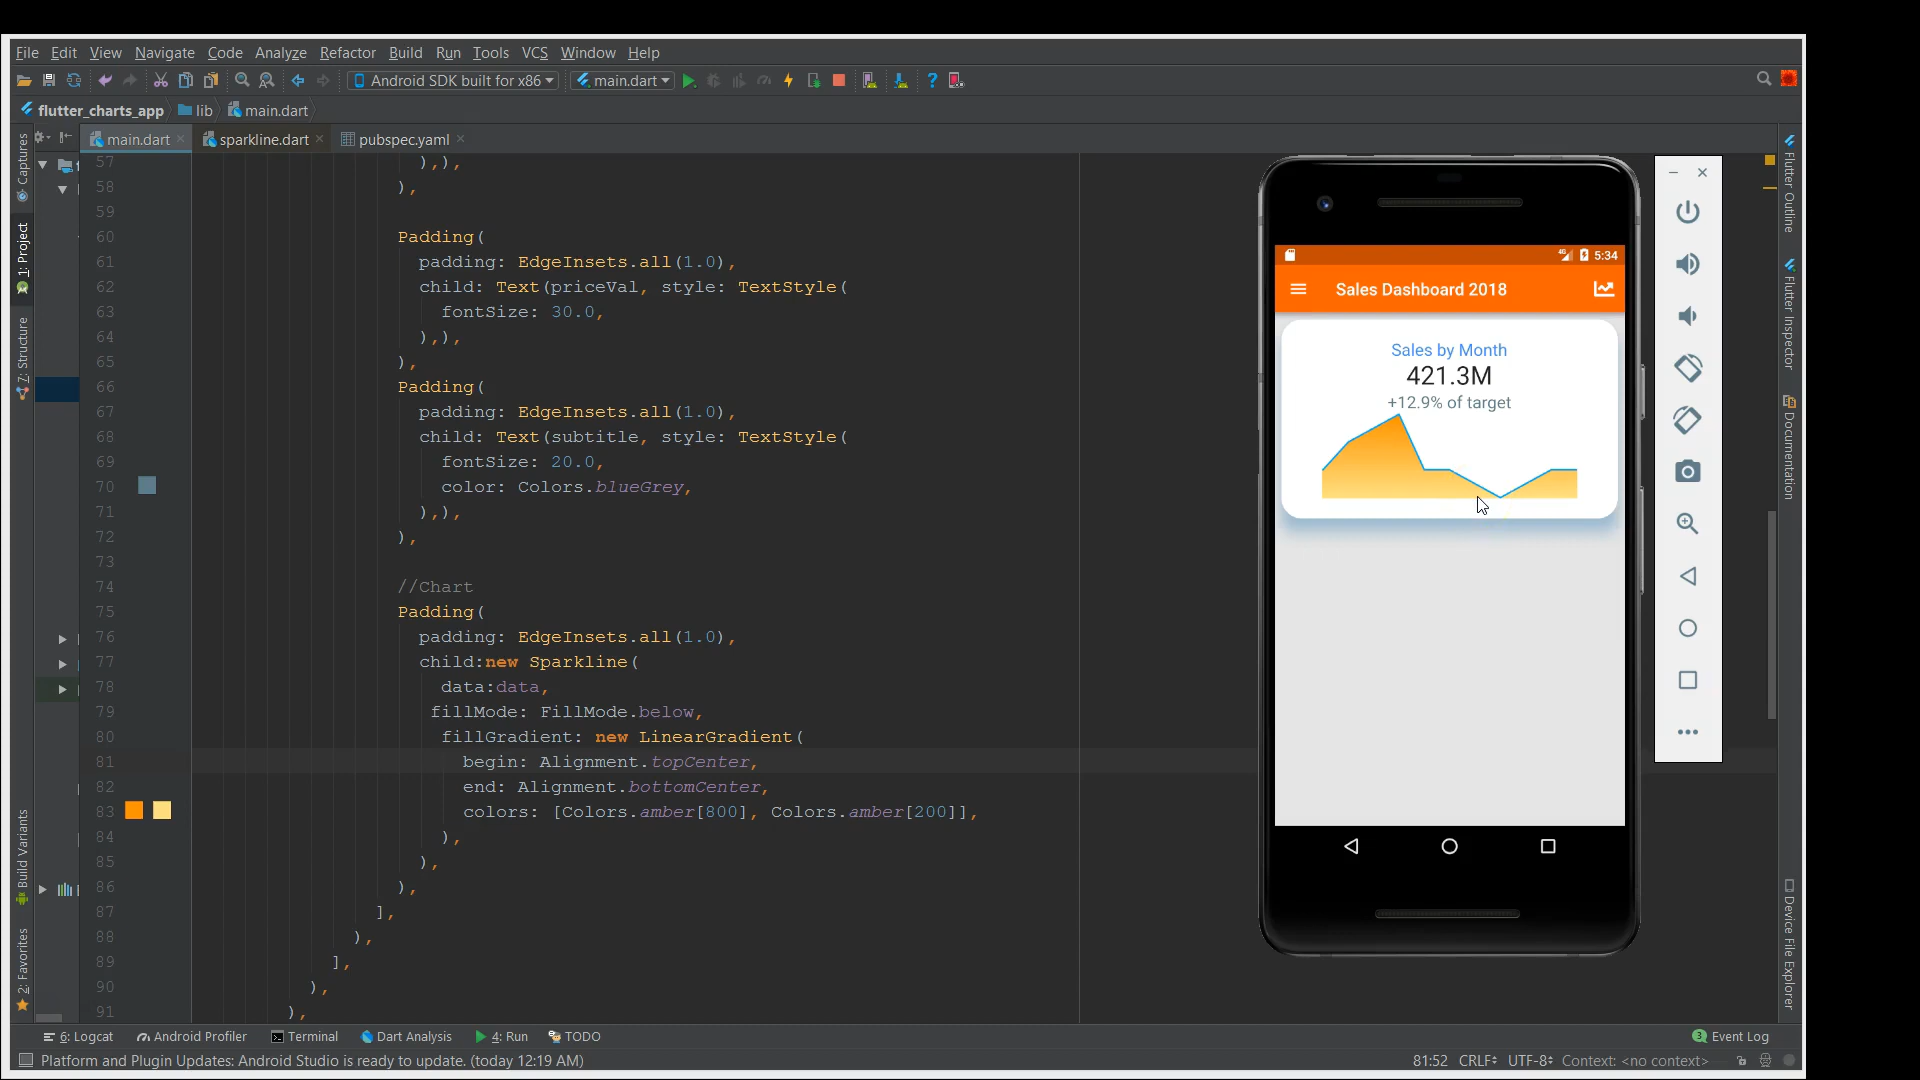 File Edit View Navigate Code Analyze Refactor Build Run Tools VCS Window Help
Android SDK built for x86 main.dart
flutter_charts_app lib main.dart
main.dart sparkline.dart pubspec.yaml
Captures
1: Project
7: Structure
Build Variants
2: Favorites
57 ),),
58 ),
59
60 Padding(
61 padding: EdgeInsets.all(1.0),
62 child: Text(priceVal, style: TextStyle(
63 fontSize: 30.0,
64 ),),
65 ),
66 Padding(
67 padding: EdgeInsets.all(1.0),
68 child: Text(subtitle, style: TextStyle(
69 fontSize: 20.0,
70 color: Colors.blueGrey,
71 ),),
72 ),
73
74 //Chart
75 Padding(
76 padding: EdgeInsets.all(1.0),
77 child:new Sparkline(
78 data:data,
79 fillMode: FillMode.below,
80 fillGradient: new LinearGradient(
81 begin: Alignment.topCenter,
82 end: Alignment.bottomCenter,
83 colors: [Colors.amber[800], Colors.amber[200]],
84 ),
85 ),
86 ),
87 ],
88 ),
89 ],
90 ),
91 ),
5:34
Sales Dashboard 2018
Sales by Month
421.3M
+12.9% of target
Flutter Outline
Flutter Inspector
Documentation
Device File Explorer
6: Logcat Android Profiler Terminal Dart Analysis 4: Run TODO 3 Event Log
Platform and Plugin Updates: Android Studio is ready to update. (today 12:19 AM) 81:52 CRLF UTF-8 Context: <no context>